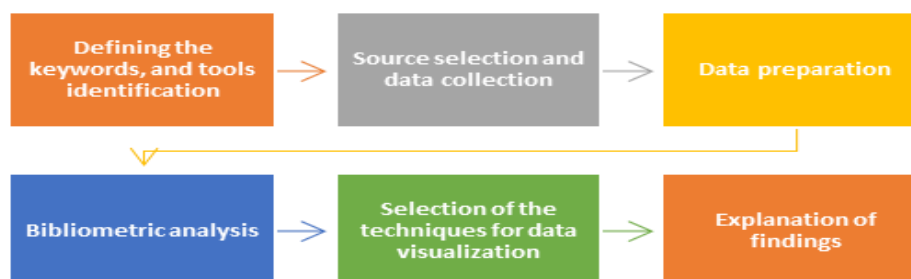 Defining the
keywords, and tools
identification
Source selection and
data collection
Data preparation
Bibliometric analysis
Selection of the
techniques for data
visualization
Explanation of
findings